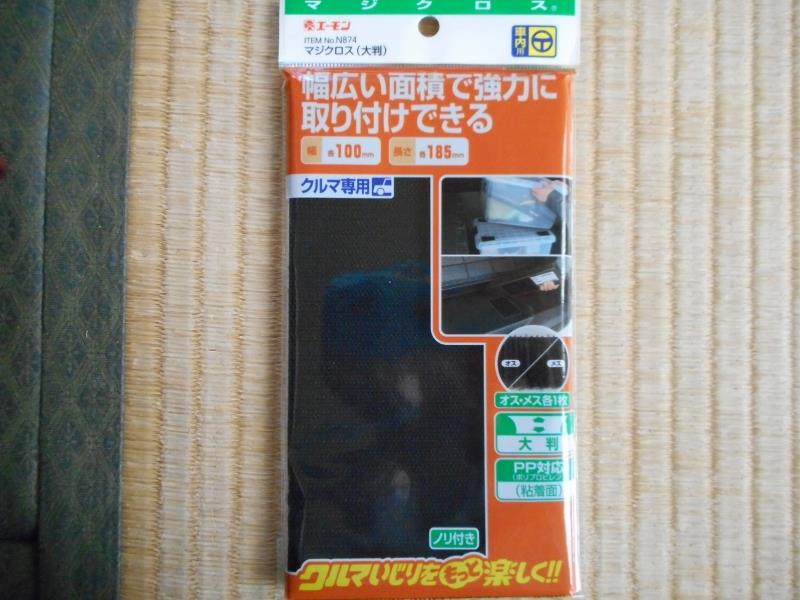 マジクロス®
エーモン
ITEM No.N874
マジクロス(大判)
車内用
幅広い面積で強力に
取り付けできる
幅 各100mm
長さ 各185mm
クルマ専用
オス メス
オス・メス各1枚
大判
PP対応
(ポリプロピレン)
(粘着面)
ノリ付き
クルマいじりをもっと楽しく!!